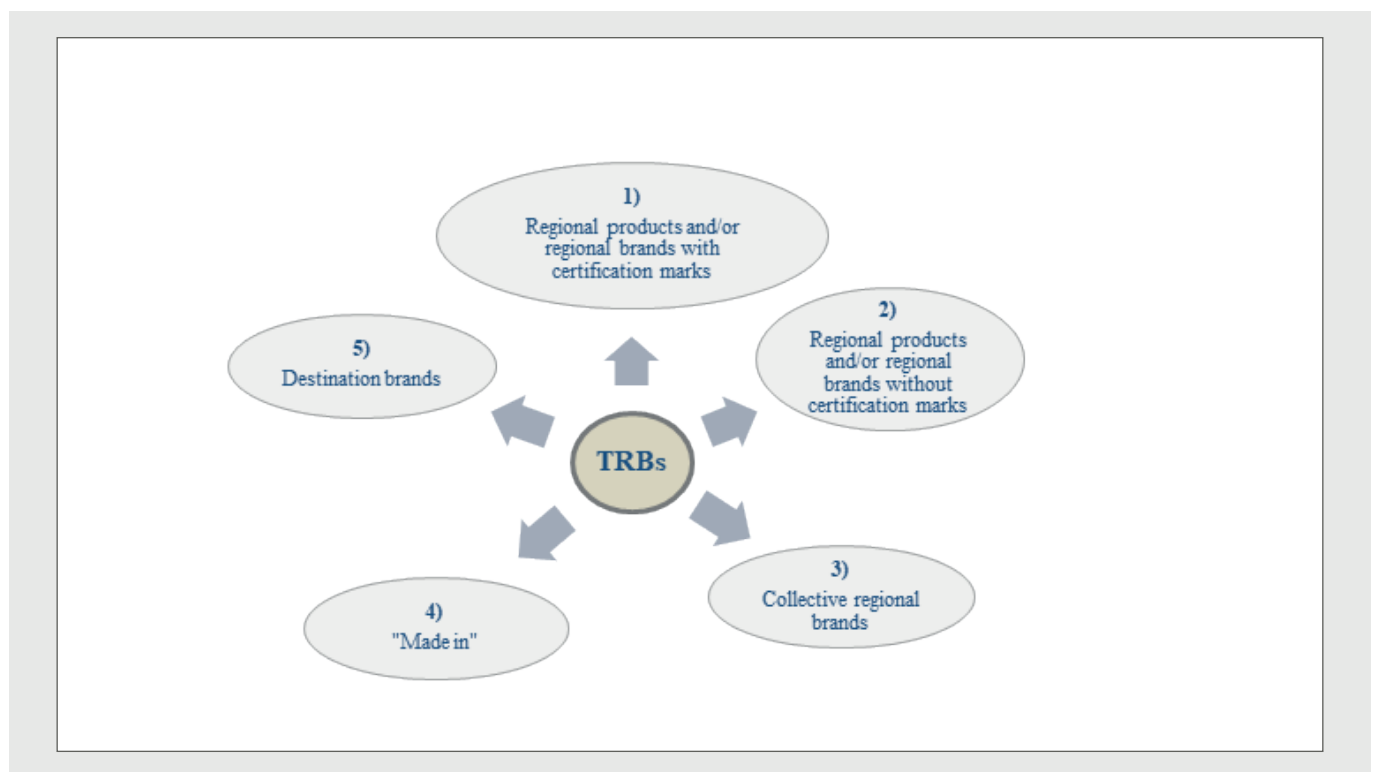 1)
Regional products and/or
regional brands with
certification marks
2)
Regional products
and/or regional
brands without
certification marks
5)
Destination brands
TRBs
3)
Collective regional
brands
4)
"Made in"